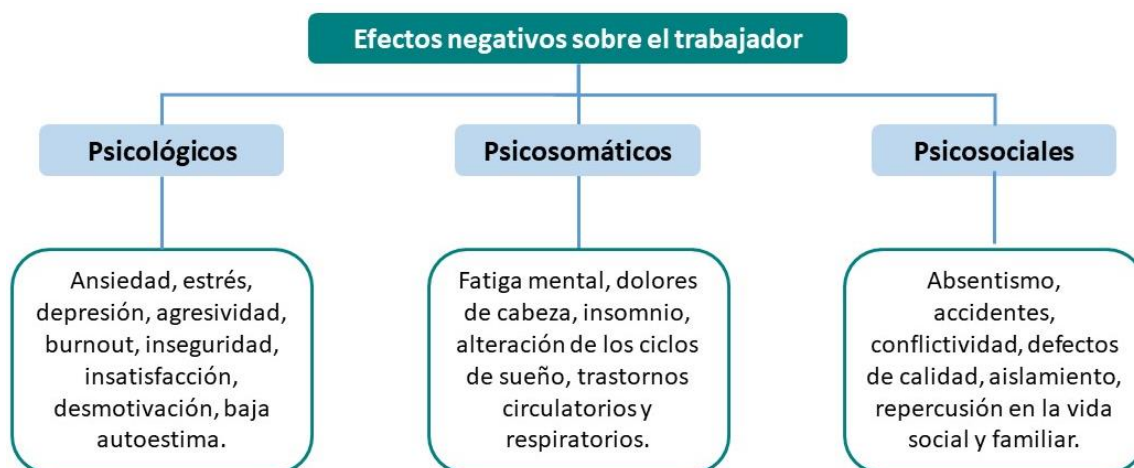 Efectos negativos sobre el trabajador
Psicológicos
Ansiedad, estrés,
depresión, agresividad,
burnout, inseguridad,
insatisfacción,
desmotivación, baja
autoestima.
Psicosomáticos
Fatiga mental, dolores
de cabeza, insomnio,
alteración de los ciclos
de sueño, trastornos
circulatorios y
respiratorios.
Psicosociales
Absentismo,
accidentes,
conflictividad, defectos
de calidad, aislamiento,
repercusión en la vida
social y familiar.